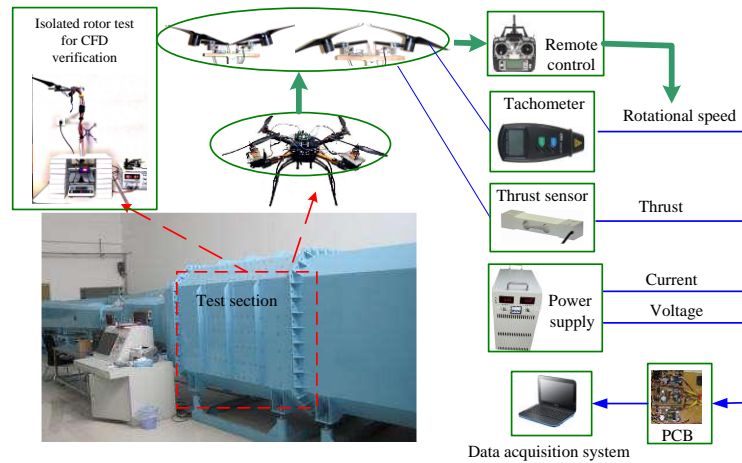 Isolated rotor test
for CFD
verification
Remote
control
Tachometer
Rotational speed
Thrust sensor
Thrust
Test section
Power
supply
Current
Voltage
PCB
Data acquisition system